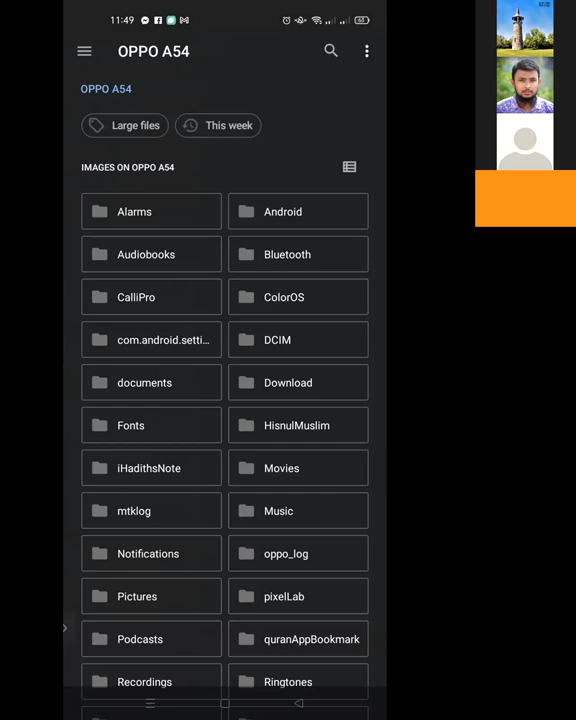 11:49
63
OPPO A54
OPPO A54
Large files
This week
IMAGES ON OPPO A54
Alarms
Android
Audiobooks
Bluetooth
CalliPro
ColorOS
com.android.setti...
DCIM
documents
Download
Fonts
HisnulMuslim
iHadithsNote
Movies
mtklog
Music
Notifications
oppo_log
Pictures
pixelLab
Podcasts
quranAppBookmark
Recordings
Ringtones